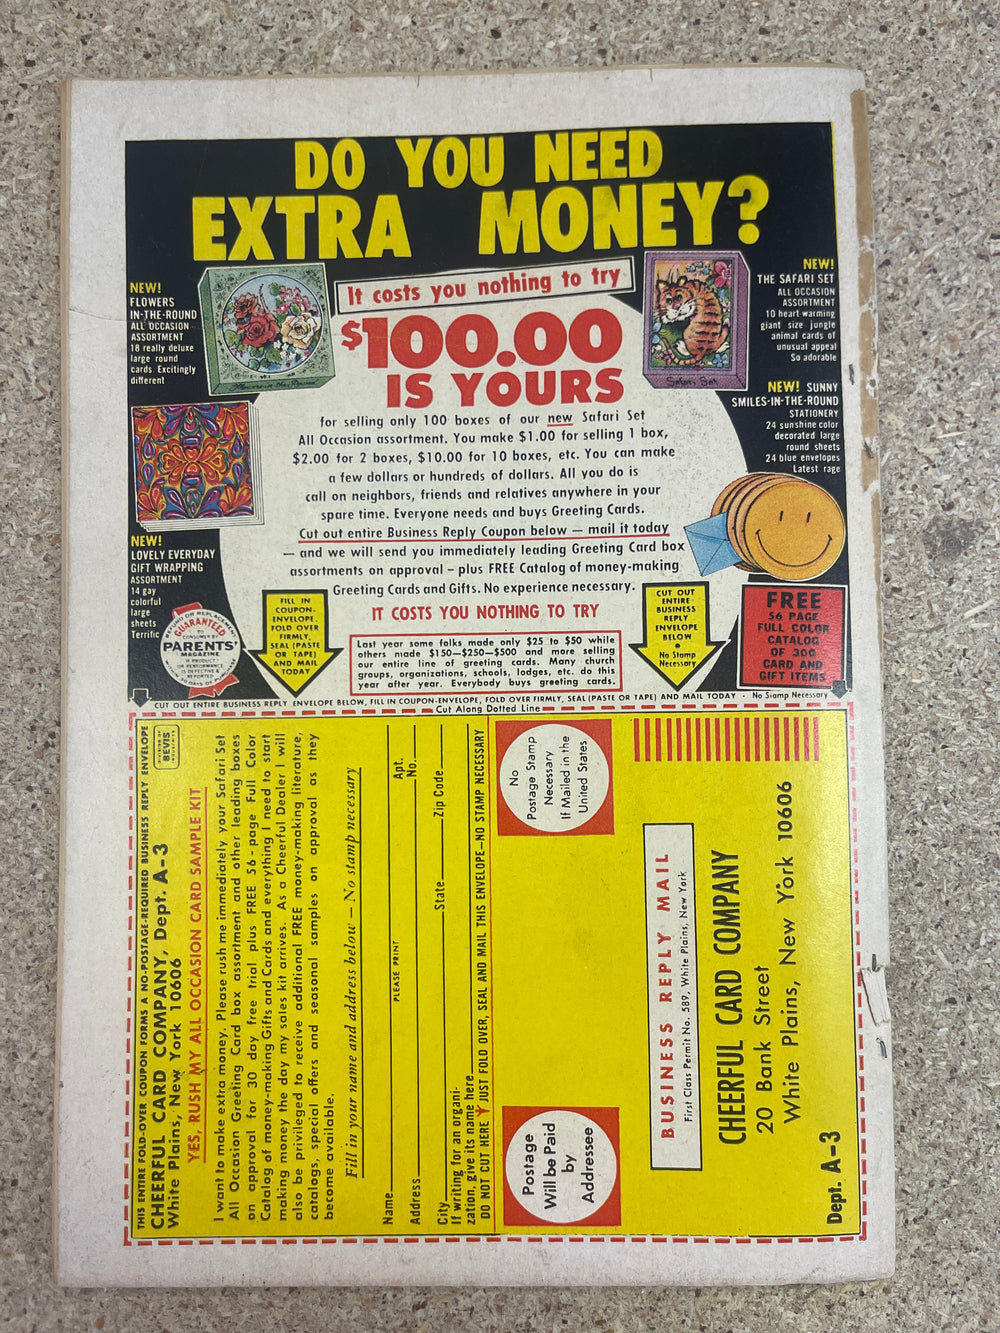 DO YOU NEED
EXTRA MONEY?
It costs you nothing to try
$100.00
IS YOURS
for selling only 100 boxes of our new Safari Set
All Occasion assortment. You make $1.00 for selling 1 box,
$2.00 for 2 boxes, $10.00 for 10 boxes, etc. You can make
a few dollars or hundreds of dollars. All you do is
call on neighbors, friends and relatives anywhere in your
spare time. Everyone needs and buys Greeting Cards.
Cut out entire Business Reply Coupon below — mail it today
— and we will send you immediately leading Greeting Card box
assortments on approval – plus FREE Catalog of money-making
Greeting Cards and Gifts. No experience necessary.
IT COSTS YOU NOTHING TO TRY
Last year some folks made only $25 to $50 while
others made $150—$250—$500 and more selling
our entire line of greeting cards. Many church
groups, organizations, schools, lodges, etc. do this
year after year. Everybody buys greeting cards.
NEW!
FLOWERS
IN-THE-ROUND
ALL OCCASION
ASSORTMENT
18 really deluxe
large round
cards. Excitingly
different
NEW!
LOVELY EVERYDAY
GIFT WRAPPING
ASSORTMENT
14 gay
colorful
large
sheets
Terrific
NEW!
THE SAFARI SET
ALL OCCASION
ASSORTMENT
10 heart-warming
giant size jungle
animal cards of
unusual appeal
So adorable
Safari Set
NEW! SUNNY
SMILES-IN-THE-ROUND
STATIONERY
24 sunshine color
decorated large
round sheets
24 blue envelopes
Latest rage
REFUND OR REPLACEMENT
GUARANTEED
TO
CONSUMER BY
PARENTS'
MAGAZINE
IF PRODUCT
OR PERFORMANCE
IS DEFECTIVE &
REPORTED
WITHIN 30 DAYS OF PURCHASE
FILL IN
COUPON-
ENVELOPE.
FOLD OVER
FIRMLY,
SEAL (PASTE
OR TAPE)
AND MAIL
TODAY
CUT OUT
ENTIRE
BUSINESS
REPLY
ENVELOPE
BELOW
No Stamp
Necessary
FREE
56 PAGE
FULL COLOR
CATALOG
OF 300
CARD AND
GIFT ITEMS
CUT OUT ENTIRE BUSINESS REPLY ENVELOPE BELOW, FILL IN COUPON-ENVELOPE, FOLD OVER FIRMLY, SEAL (PASTE OR TAPE) AND MAIL TODAY - No Stamp Necessary
Cut Along Dotted Line
THIS ENTIRE FOLD-OVER COUPON FORMS A NO-POSTAGE-REQUIRED BUSINESS REPLY ENVELOPE
CHEERFUL CARD COMPANY, Dept. A-3
White Plains, New York 10606
DIVISION OF
BEVIS
INDUSTRIES
YES, RUSH MY ALL OCCASION CARD SAMPLE KIT
I want to make extra money. Please rush me immediately your Safari Set
All Occasion Greeting Card box assortment and other leading boxes
on approval for 30 day free trial plus FREE 56-page Full Color
Catalog of money-making Gifts and Cards and everything I need to start
making money the day my sales kit arrives. As a Cheerful Dealer I will
also be privileged to receive additional FREE money-making literature,
catalogs, special offers and seasonal samples on approval as they
become available.
Fill in your name and address below — No stamp necessary
Name
PLEASE PRINT
Address
Apt.
No.
City
State
Zip Code
If writing for an organi-
zation, give its name here
DO NOT CUT HERE JUST FOLD OVER, SEAL AND MAIL THIS ENVELOPE—NO STAMP NECESSARY
No
Postage Stamp
Necessary
If Mailed in the
United States
Postage
Will be Paid
by
Addressee
BUSINESS REPLY MAIL
First Class Permit No. 589, White Plains, New York
CHEERFUL CARD COMPANY
20 Bank Street
White Plains, New York 10606
Dept. A-3